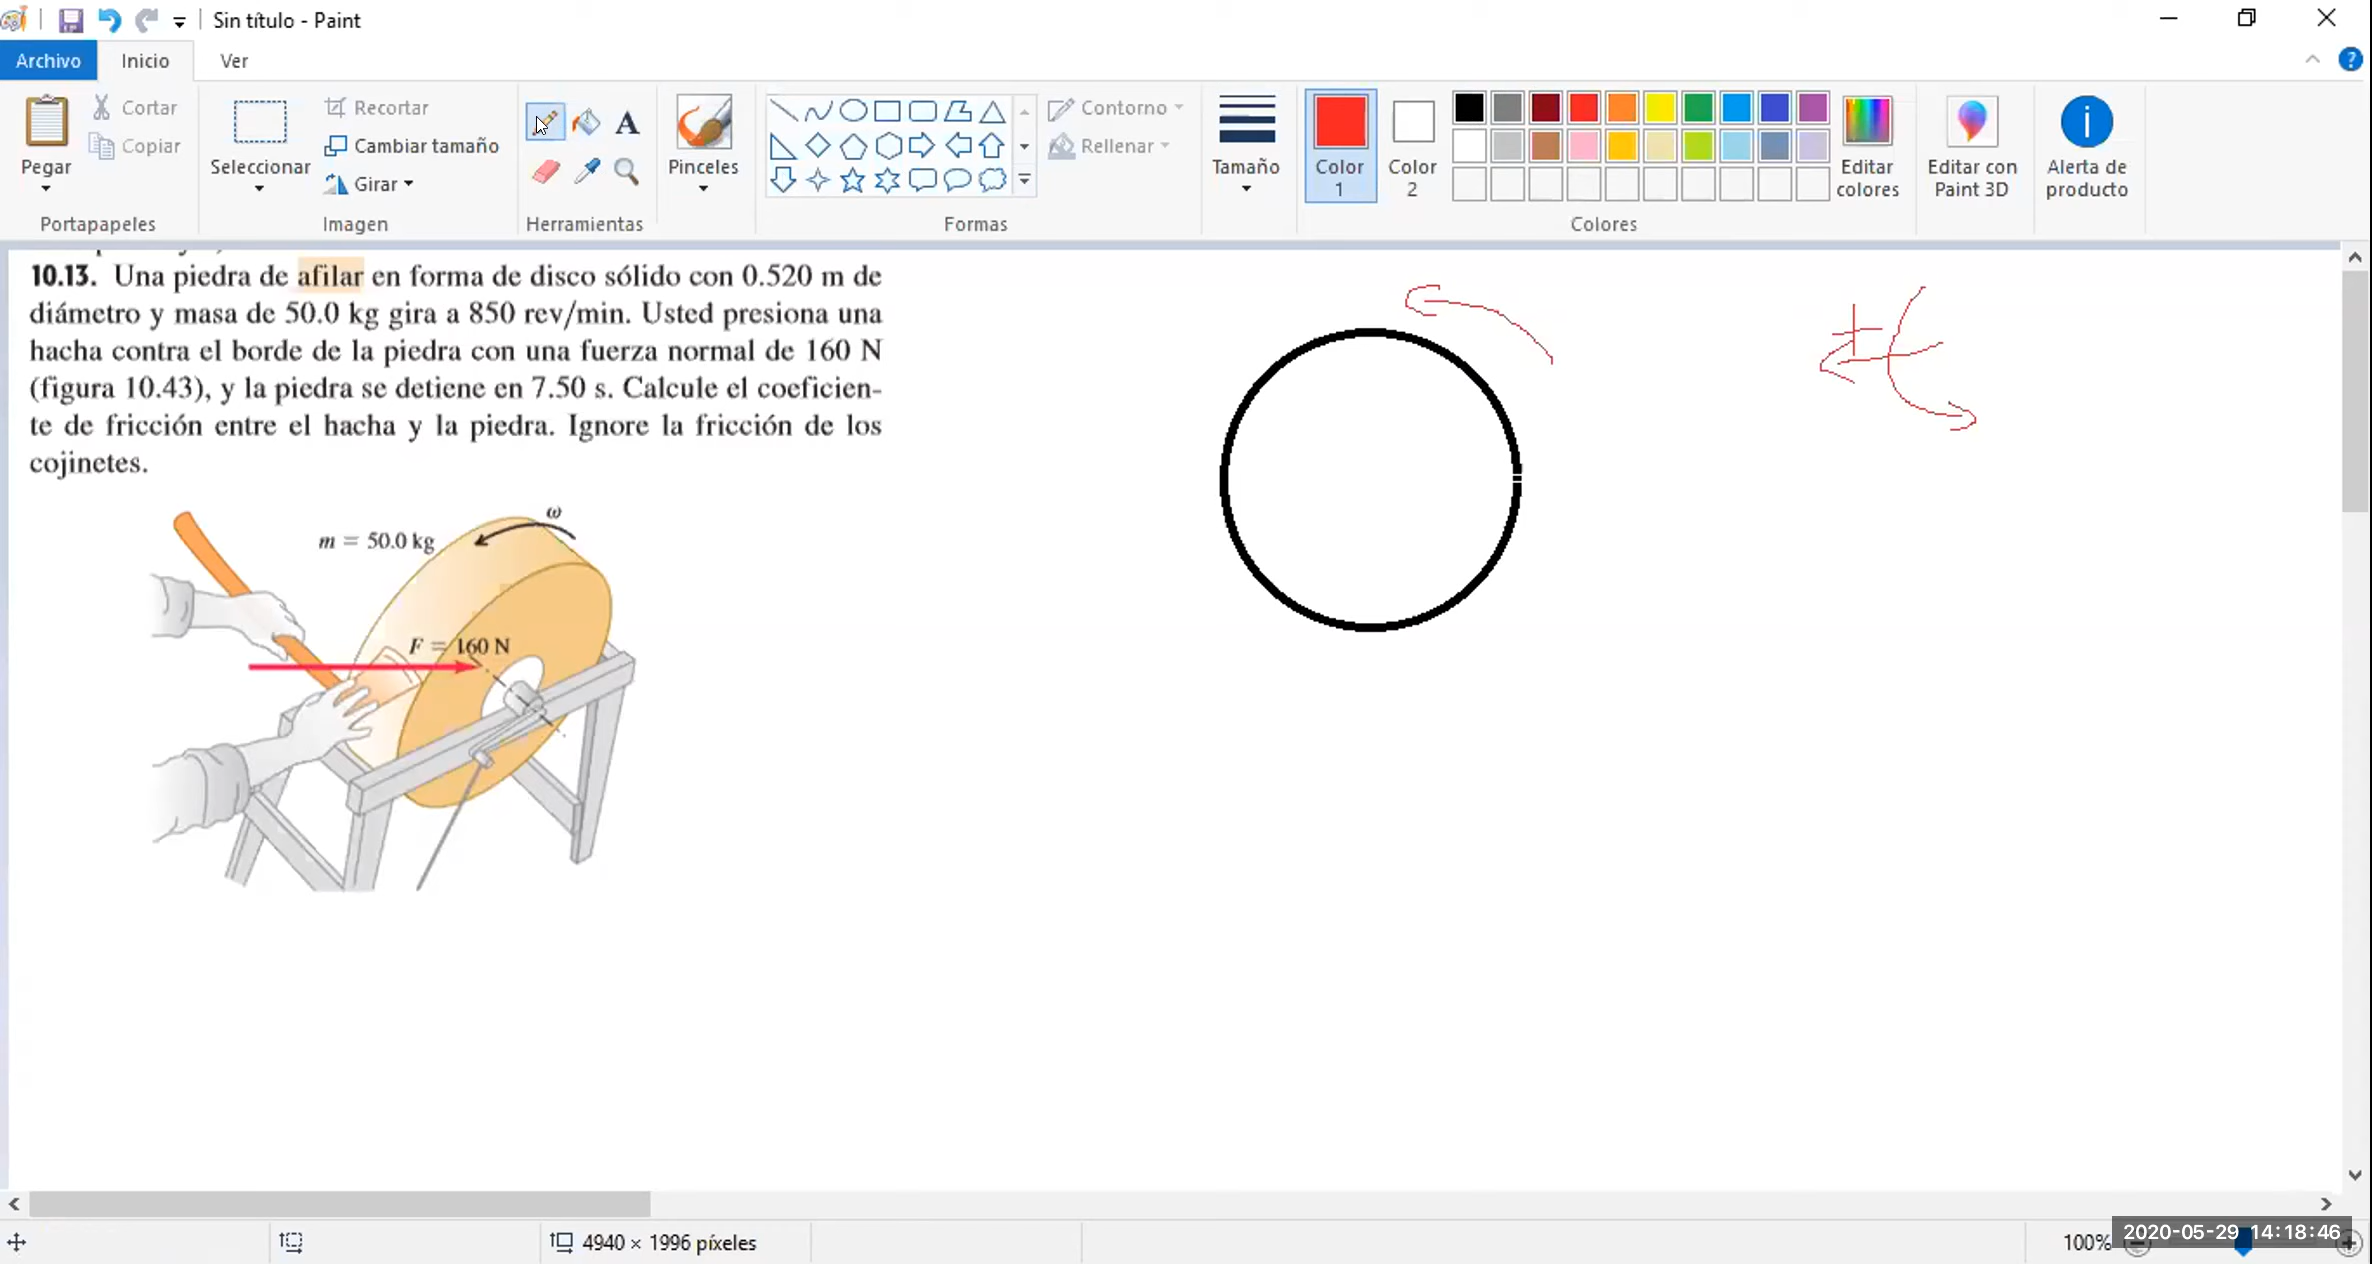 Sin título - Paint
Archivo Inicio Ver
Pegar
Cortar
Copiar
Portapapeles
Seleccionar
Recortar
Cambiar tamaño
Girar
Imagen
A
Herramientas
Pinceles
Formas
Contorno
Rellenar
Tamaño
Color
1
Color
2
Editar
colores
Colores
Editar con
Paint 3D
Alerta de
producto
10.13. Una piedra de afilar en forma de disco sólido con 0.520 m de
diámetro y masa de 50.0 kg gira a 850 rev/min. Usted presiona una
hacha contra el borde de la piedra con una fuerza normal de 160 N
(figura 10.43), y la piedra se detiene en 7.50 s. Calcule el coeficien-
te de fricción entre el hacha y la piedra. Ignore la fricción de los
cojinetes.
ω
m = 50.0 kg
F = 160 N
+
4940 × 1996 píxeles
100%
2020-05-29 14:18:46